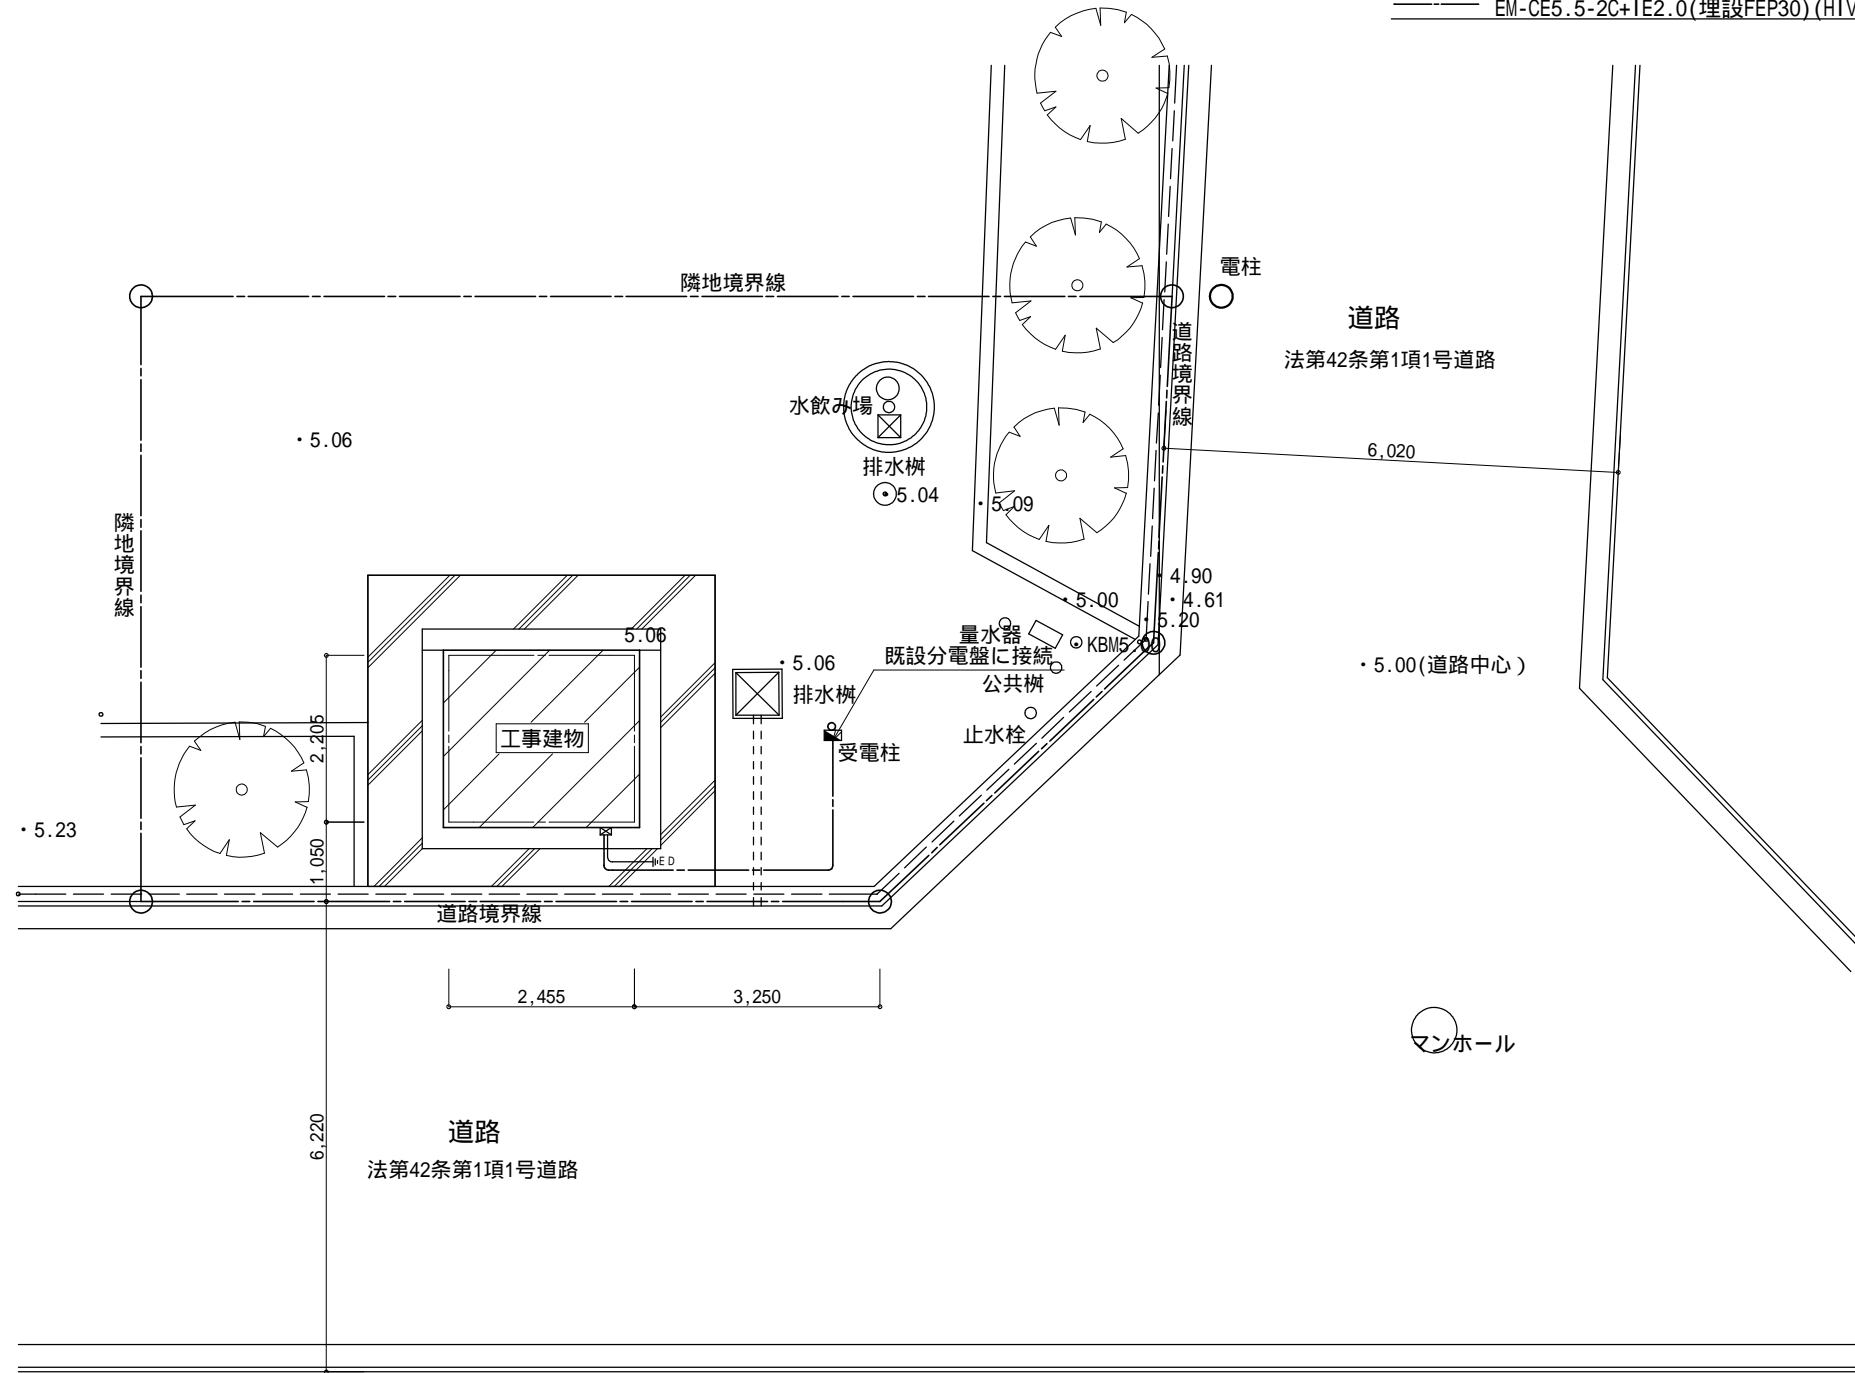 EM-CE5.5-2C+IE2.0(埋設FEP30)(HIV
電柱
隣地境界線
道路
道路境界線
法第42条第1項1号道路
水飲み場
・5.06
6,020
排水桝
5.04
・5.09
隣地境界線
4.90
・5.00
・4.61
5.20
5.06
量水器
KBM5.00
既設分電盤に接続
・5.06
・5.00(道路中心)
公共桝
排水桝
2,205
工事建物
止水栓
受電柱
・5.23
1,050
ED
道路境界線
2,455
3,250
マンホール
6,220
道路
法第42条第1項1号道路